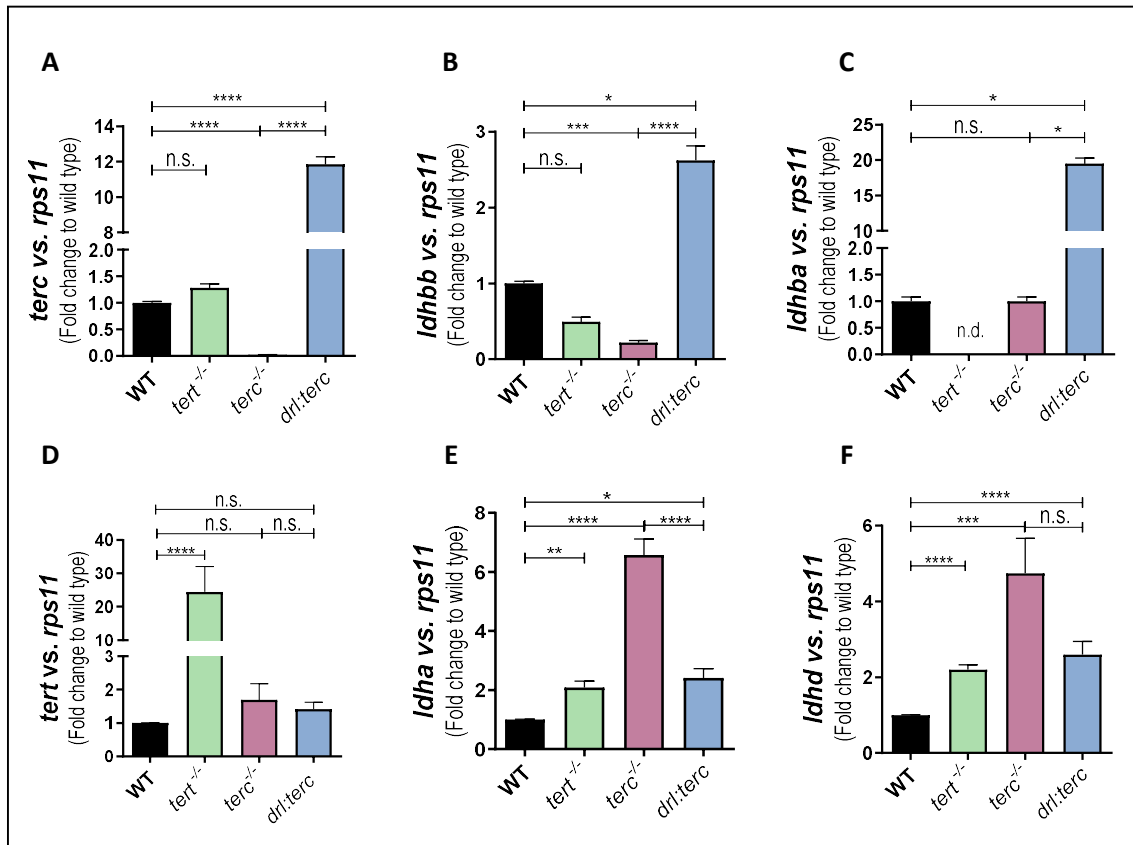 A
****
**** ****
n.s.
terc vs. rps11
(Fold change to wild type)
14
12
10
8
2.0
1.5
1.0
0.5
0.0
WT
tert -/-
terc -/-
drl:terc
B
*
*** ****
n.s.
ldhbb vs. rps11
(Fold change to wild type)
3
2
1
0
WT
tert -/-
terc -/-
drl:terc
C
*
n.s. *
ldhba vs. rps11
(Fold change to wild type)
25
20
15
10
2.0
1.5
1.0
0.5
0.0
n.d.
WT
tert -/-
terc -/-
drl:terc
D
n.s.
n.s. n.s.
****
tert vs. rps11
(Fold change to wild type)
40
30
20
10
3
2
1
0
WT
tert -/-
terc -/-
drl:terc
E
*
**** ****
**
ldha vs. rps11
(Fold change to wild type)
8
6
4
2
0
WT
tert -/-
terc -/-
drl:terc
F
****
*** n.s.
****
ldhd vs. rps11
(Fold change to wild type)
6
4
2
0
WT
tert -/-
terc -/-
drl:terc